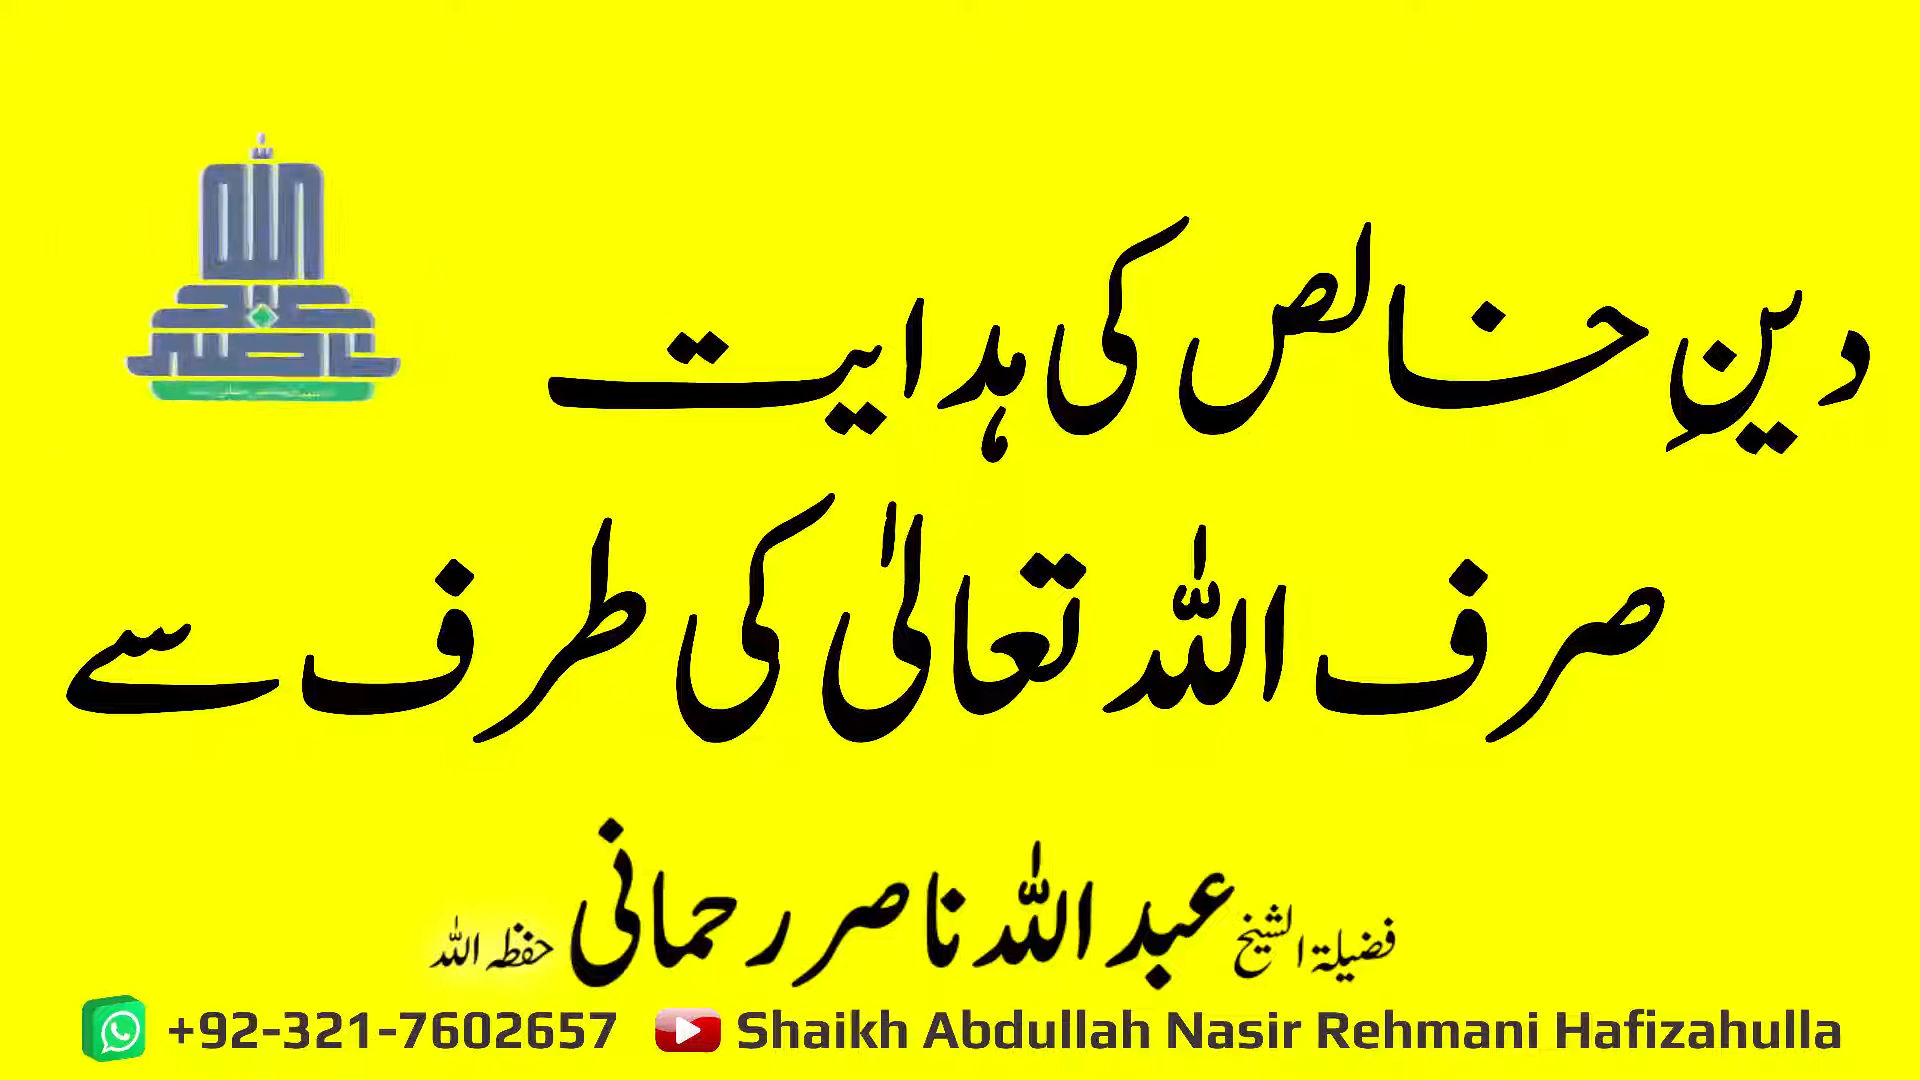 دینِ خالص کی ہدایت
صرف اللہ تعالیٰ کی طرف سے
فضیلۃ الشیخ عبداللہ ناصر رحمانی حفظہ اللہ
+92-321-7602657 Shaikh Abdullah Nasir Rehmani Hafizahulla